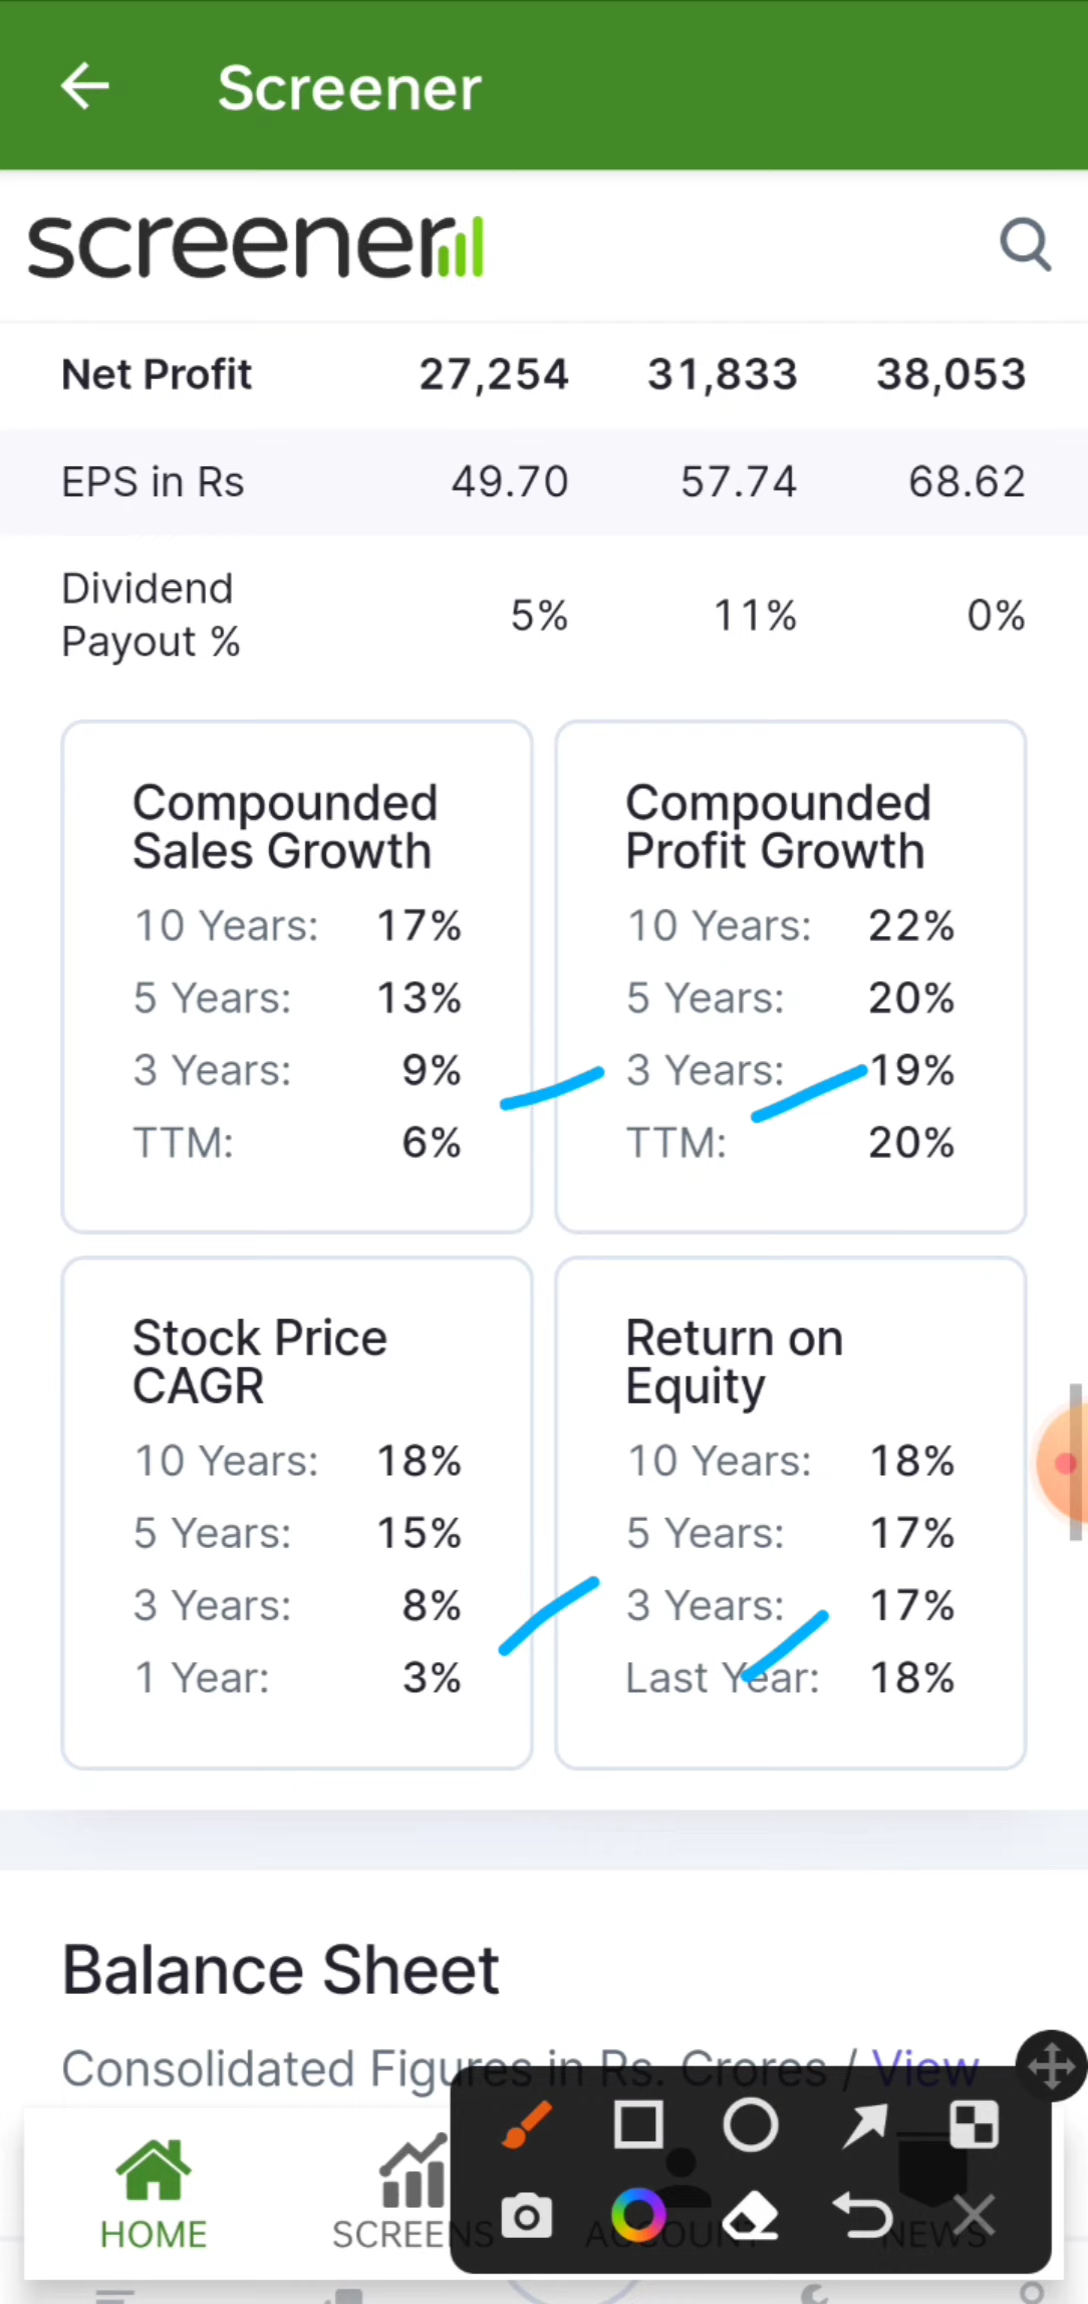 Screener
screener
Net Profit 27,254 31,833 38,053
EPS in Rs 49.70 57.74 68.62
Dividend
Payout % 5% 11% 0%
Compounded
Sales Growth
10 Years: 17%
5 Years: 13%
3 Years: 9%
TTM: 6%
Compounded
Profit Growth
10 Years: 22%
5 Years: 20%
3 Years: 19%
TTM: 20%
Stock Price
CAGR
10 Years: 18%
5 Years: 15%
3 Years: 8%
1 Year: 3%
Return on
Equity
10 Years: 18%
5 Years: 17%
3 Years: 17%
Last Year: 18%
Balance Sheet
Consolidated Figures in Rs. Crores / View
HOME SCREENS ACCOUNT NEWS